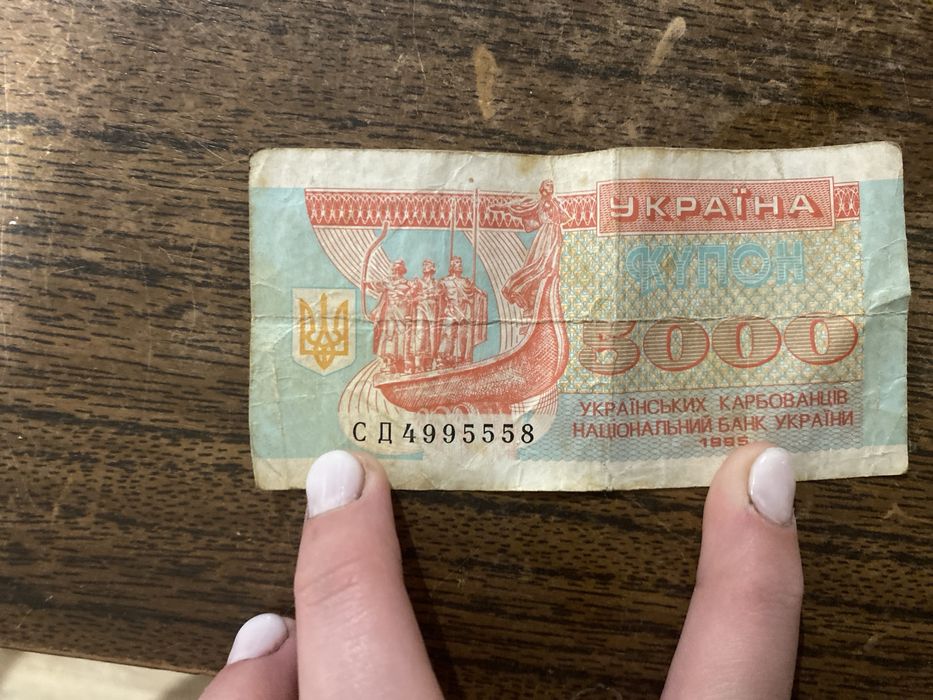 УКРАЇНА
КУПОН
5000
УКРАЇНСЬКИХ КАРБОВАНЦІВ
НАЦІОНАЛЬНИЙ БАНК УКРАЇНИ
1995
СД 4995558